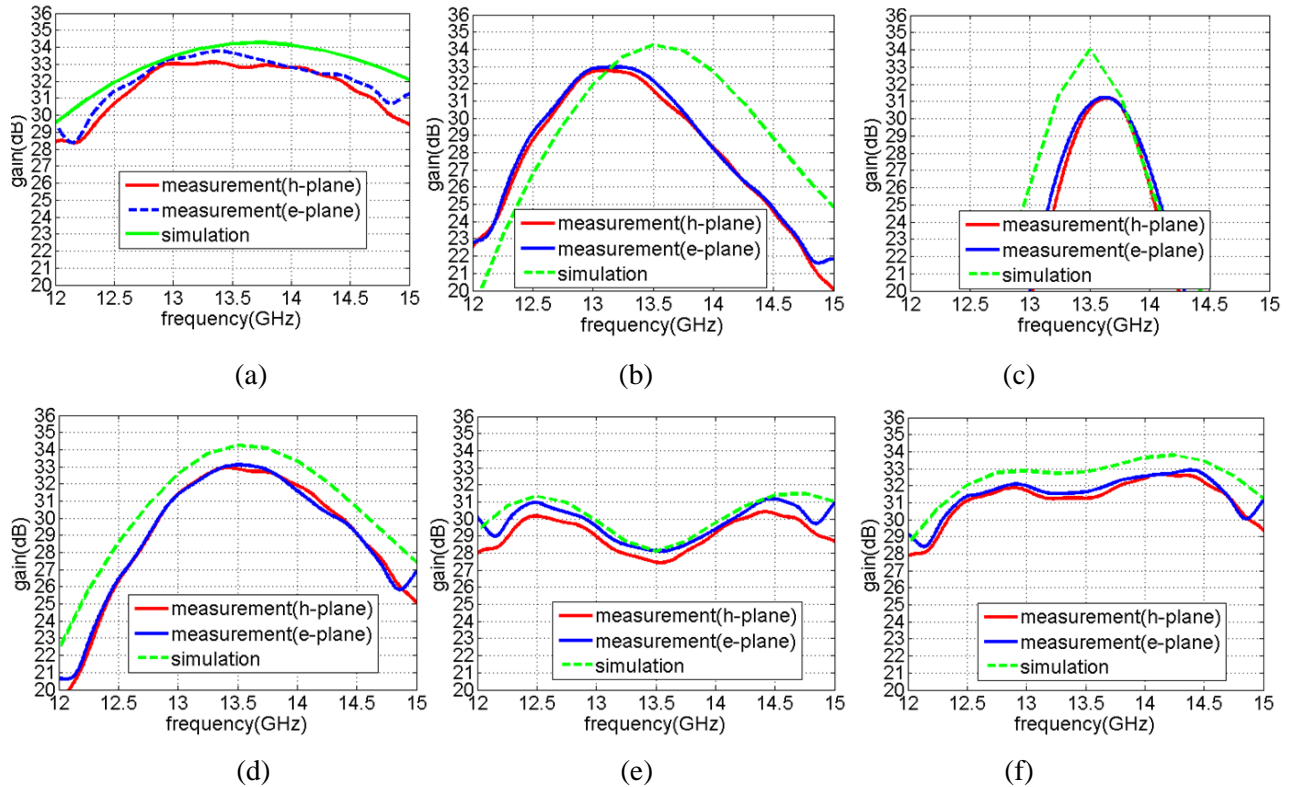 36
35
34
33
32
31
30
29
28
27
26
25
24
23
22
21
20
gain(dB)
measurement(h-plane)
measurement(e-plane)
simulation
12 12.5 13 13.5 14 14.5 15
frequency(GHz)
(a)
36
35
34
33
32
31
30
29
28
27
26
25
24
23
22
21
20
gain(dB)
measurement(h-plane)
measurement(e-plane)
simulation
12 12.5 13 13.5 14 14.5 15
frequency(GHz)
(b)
36
35
34
33
32
31
30
29
28
27
26
25
24
23
22
21
20
gain(dB)
measurement(h-plane)
measurement(e-plane)
simulation
12 12.5 13 13.5 14 14.5 15
frequency(GHz)
(c)
36
35
34
33
32
31
30
29
28
27
26
25
24
23
22
21
20
gain(dB)
measurement(h-plane)
measurement(e-plane)
simulation
12 12.5 13 13.5 14 14.5 15
frequency(GHz)
(d)
36
35
34
33
32
31
30
29
28
27
26
25
24
23
22
21
20
gain(dB)
measurement(h-plane)
measurement(e-plane)
simulation
12 12.5 13 13.5 14 14.5 15
frequency(GHz)
(e)
36
35
34
33
32
31
30
29
28
27
26
25
24
23
22
21
20
gain(dB)
measurement(h-plane)
measurement(e-plane)
simulation
12 12.5 13 13.5 14 14.5 15
frequency(GHz)
(f)